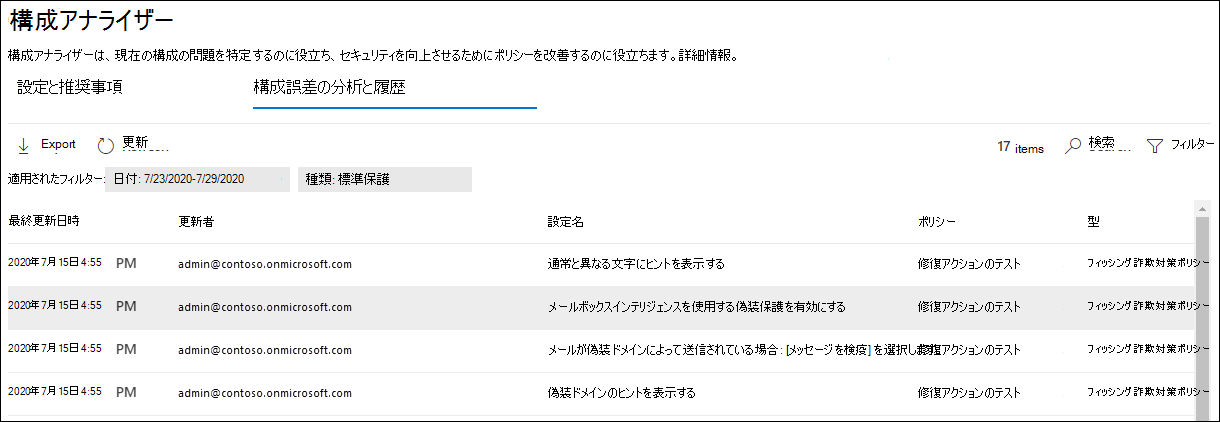 構成アナライザー
構成アナライザーは、現在の構成の問題を特定するのに役立ち、セキュリティを向上させるためにポリシーを改善するのに役立ちます。詳細情報。
設定と推奨事項 構成誤差の分析と履歴
Export 更新 17 items 検索 フィルター
適用されたフィルター: 日付: 7/23/2020-7/29/2020 種類: 標準保護
最終更新日時 更新者 設定名 ポリシー 型
2020年7月15日4:55 PM admin@contoso.onmicrosoft.com 通常と異なる文字にヒントを表示する 修復アクションのテスト フィッシング詐欺対策ポリシー
2020年7月15日4:55 PM admin@contoso.onmicrosoft.com メールボックスインテリジェンスを使用する偽装保護を有効にする 修復アクションのテスト フィッシング詐欺対策ポリシー
2020年7月15日4:55 PM admin@contoso.onmicrosoft.com メールが偽装ドメインによって送信されている場合: [メッセージを検疫] を選択し 修復アクションのテスト フィッシング詐欺対策ポリシー
2020年7月15日4:55 PM admin@contoso.onmicrosoft.com 偽装ドメインのヒントを表示する 修復アクションのテスト フィッシング詐欺対策ポリシー